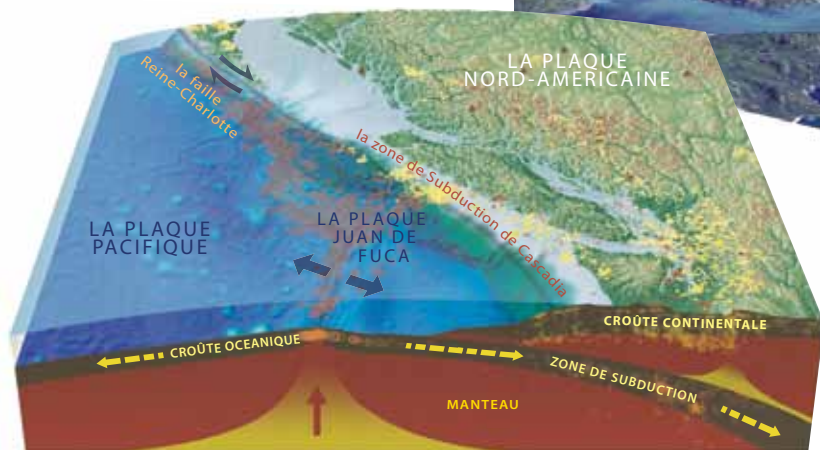 LA PLAQUE
NORD-AMERICAINE
la faille
Reine-Charlotte
la zone de Subduction de Cascadia
LA PLAQUE
PACIFIQUE
LA PLAQUE
JUAN DE
FUCA
CROÛTE CONTINENTALE
CROÛTE OCEANIQUE
ZONE DE SUBDUCTION
MANTEAU